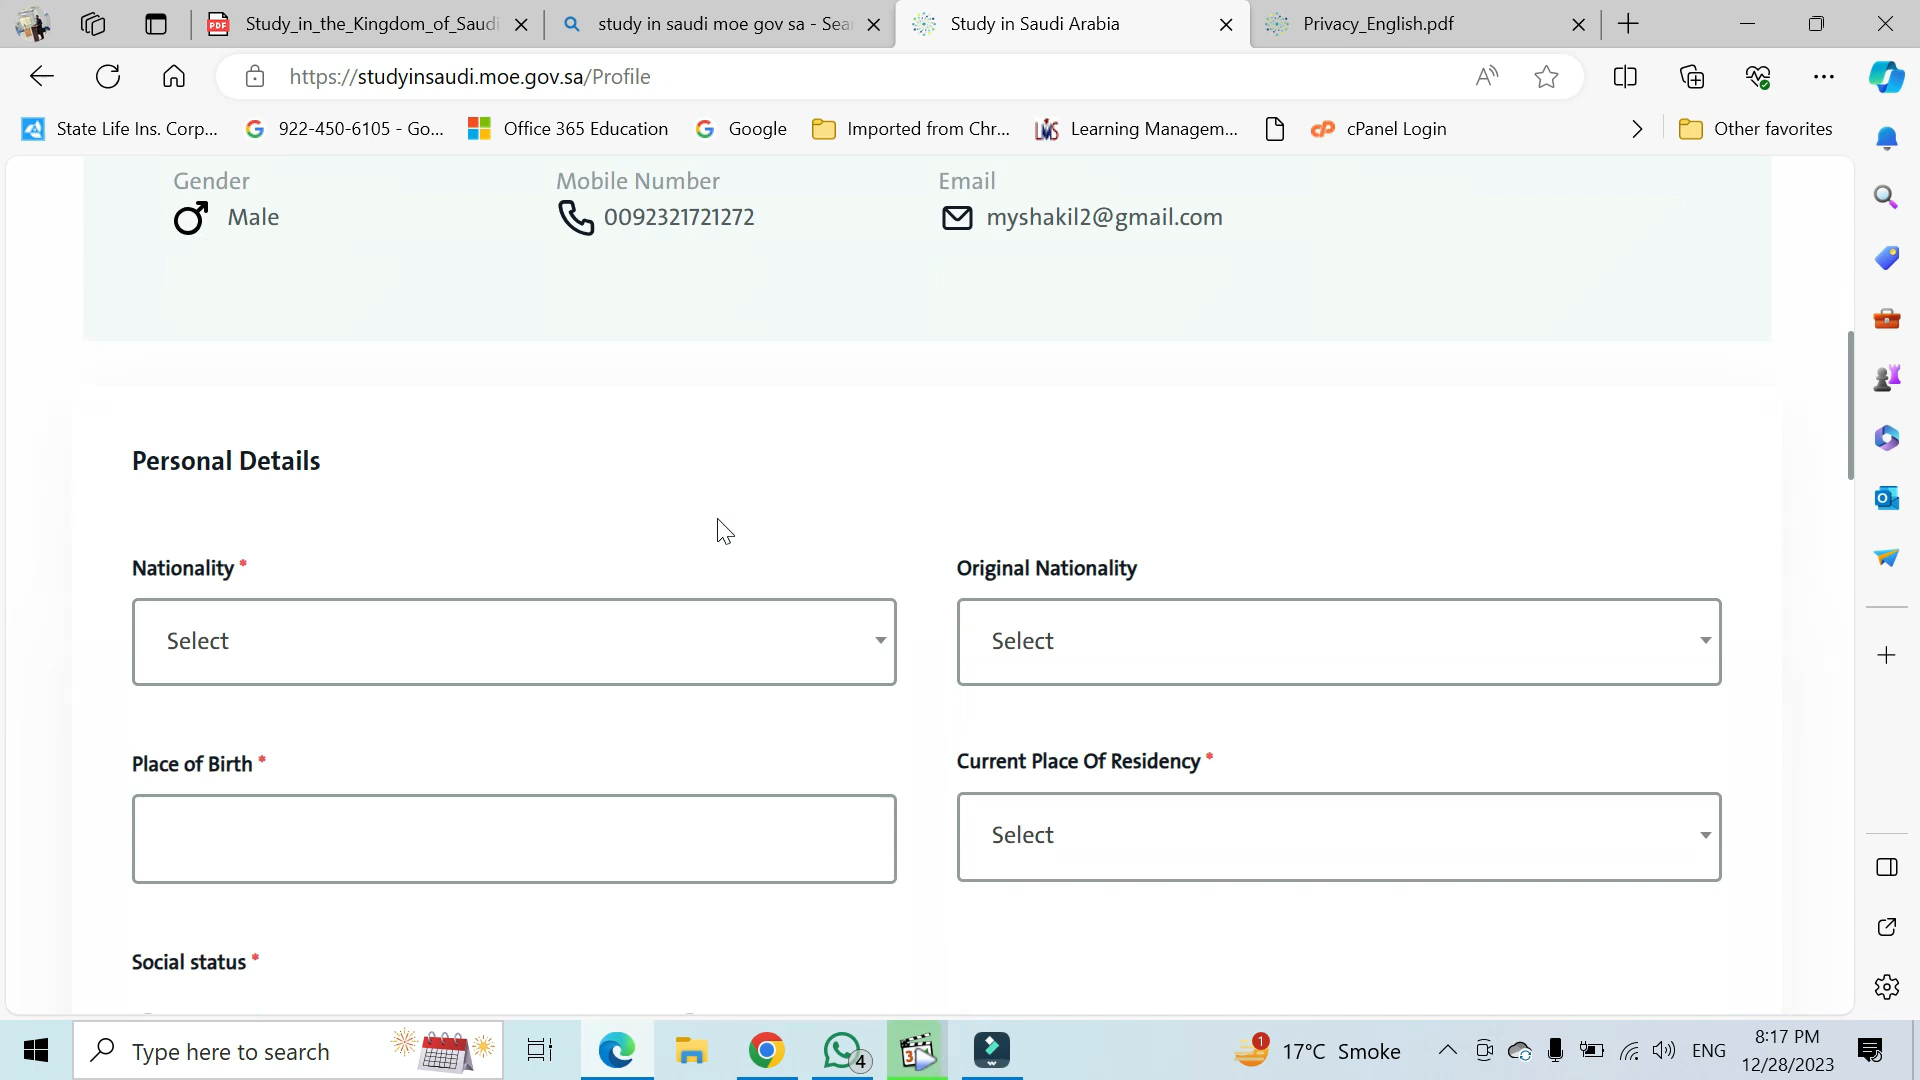 Study_in_the_Kingdom_of_Saudi
study in saudi moe gov sa - Sear
Study in Saudi Arabia
Privacy_English.pdf
https://studyinsaudi.moe.gov.sa/Profile
State Life Ins. Corp...
922-450-6105 - Go...
Office 365 Education
Google
Imported from Chr...
Learning Managem...
cPanel Login
Other favorites
Gender
Mobile Number
Email
Male
0092321721272
myshakil2@gmail.com
Personal Details
Nationality *
Original Nationality
Select
Select
Place of Birth *
Current Place Of Residency *
Select
Social status *
Type here to search
4
1
17°C Smoke
ENG
8:17 PM
12/28/2023